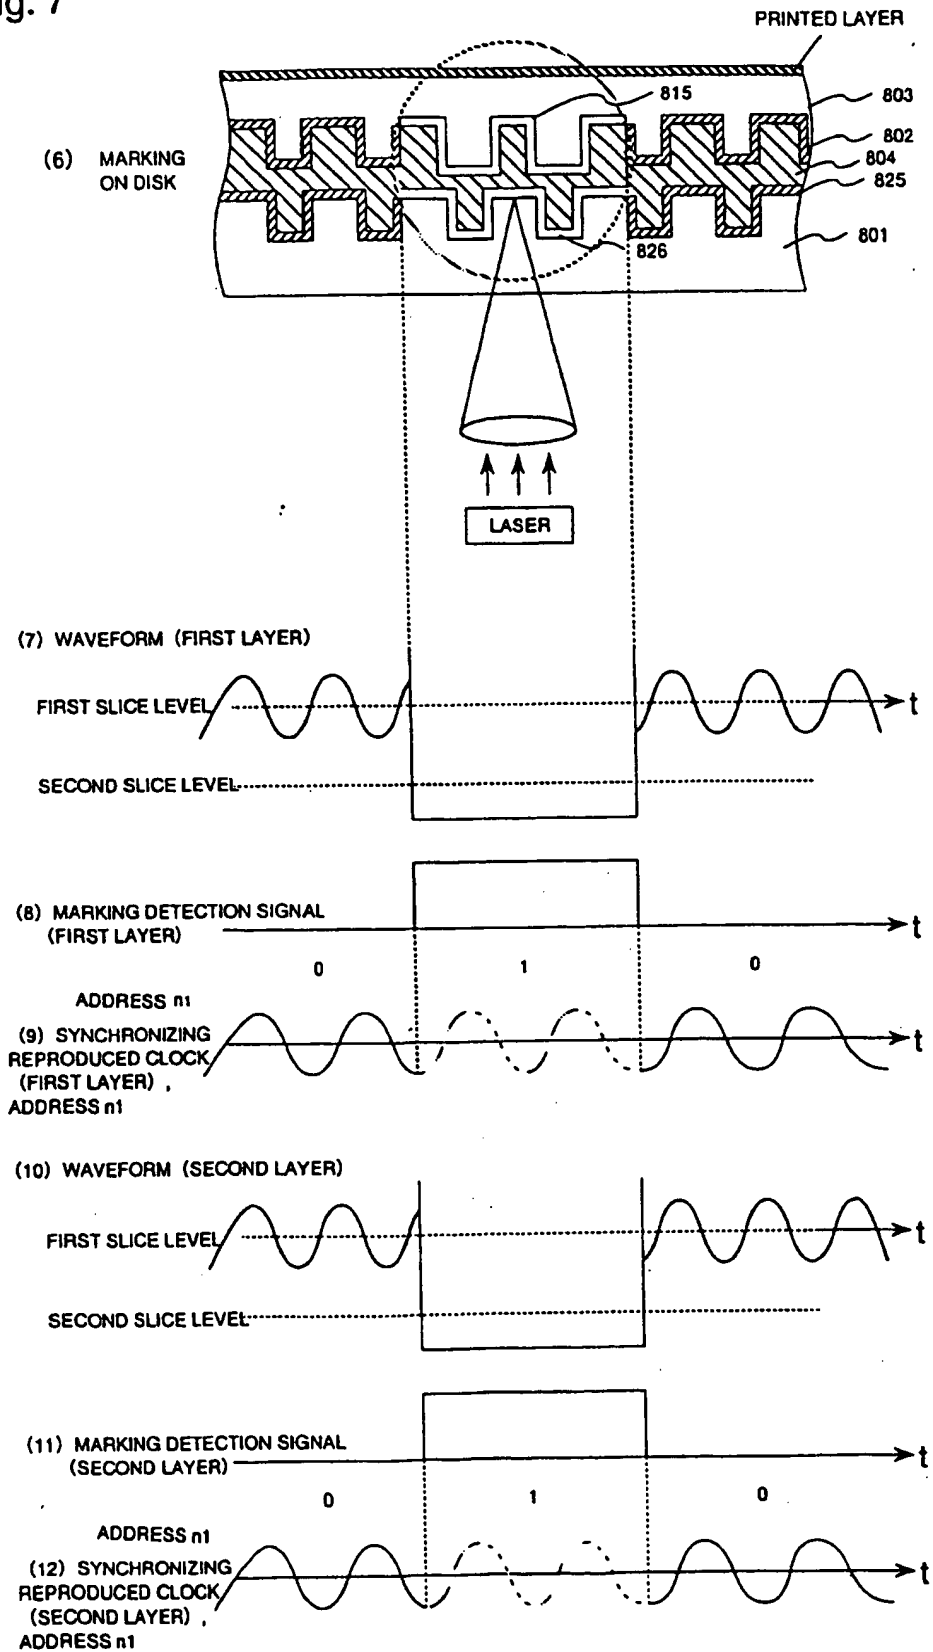 Fig. 7
PRINTED LAYER
815
803
802
804
825
(6) MARKING
ON DISK
801
826
LASER
(7) WAVEFORM (FIRST LAYER)
FIRST SLICE LEVEL
t
SECOND SLICE LEVEL
(8) MARKING DETECTION SIGNAL
(FIRST LAYER)
t
0 1 0
ADDRESS n1
(9) SYNCHRONIZING
REPRODUCED CLOCK
(FIRST LAYER) ,
ADDRESS n1
t
(10) WAVEFORM (SECOND LAYER)
FIRST SLICE LEVEL
t
SECOND SLICE LEVEL
(11) MARKING DETECTION SIGNAL
(SECOND LAYER)
t
0 1 0
ADDRESS n1
(12) SYNCHRONIZING
REPRODUCED CLOCK
(SECOND LAYER) ,
ADDRESS n1
t